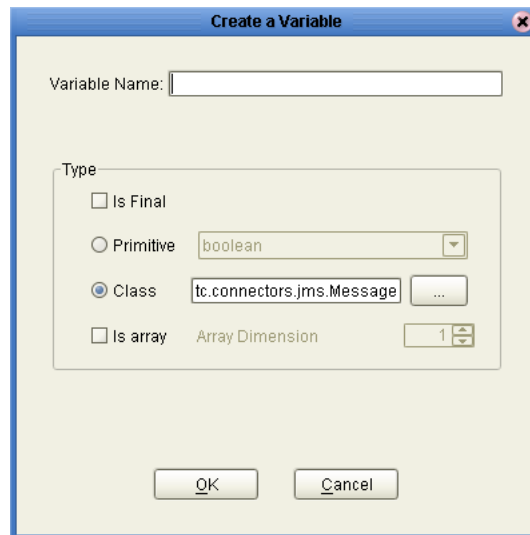 Create a Variable
Variable Name:
Type
Is Final
Primitive boolean
Class tc.connectors.jms.Message ...
Is array Array Dimension 1
OK Cancel